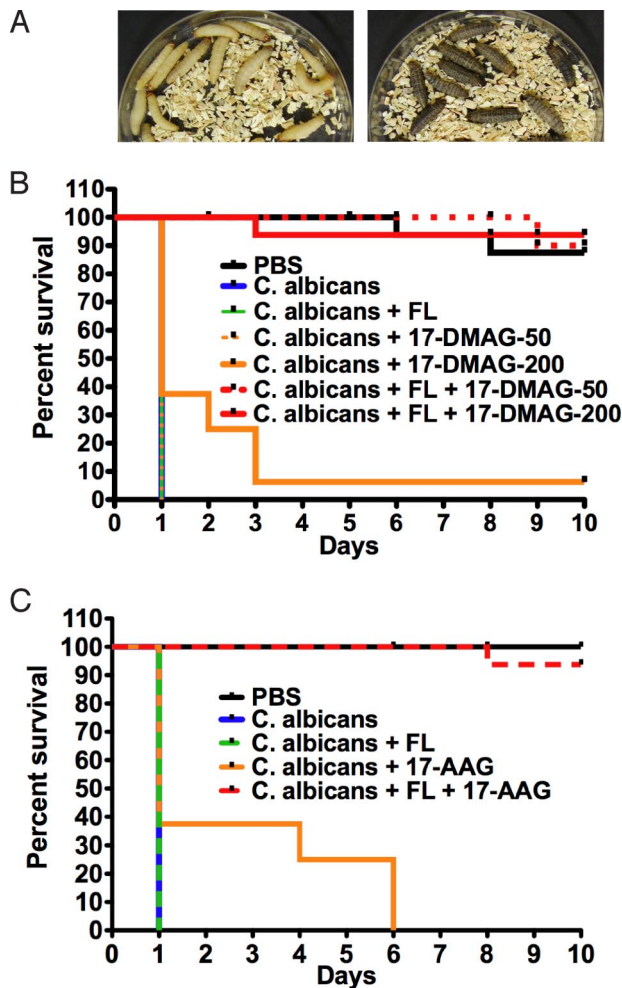 A
B
Percent survival
110
100
90
80
70
60
50
40
30
20
10
0
PBS
C. albicans
C. albicans + FL
C. albicans + 17-DMAG-50
C. albicans + 17-DMAG-200
C. albicans + FL + 17-DMAG-50
C. albicans + FL + 17-DMAG-200
0 1 2 3 4 5 6 7 8 9 10
Days
C
Percent survival
110
100
90
80
70
60
50
40
30
20
10
0
PBS
C. albicans
C. albicans + FL
C. albicans + 17-AAG
C. albicans + FL + 17-AAG
0 1 2 3 4 5 6 7 8 9 10
Days